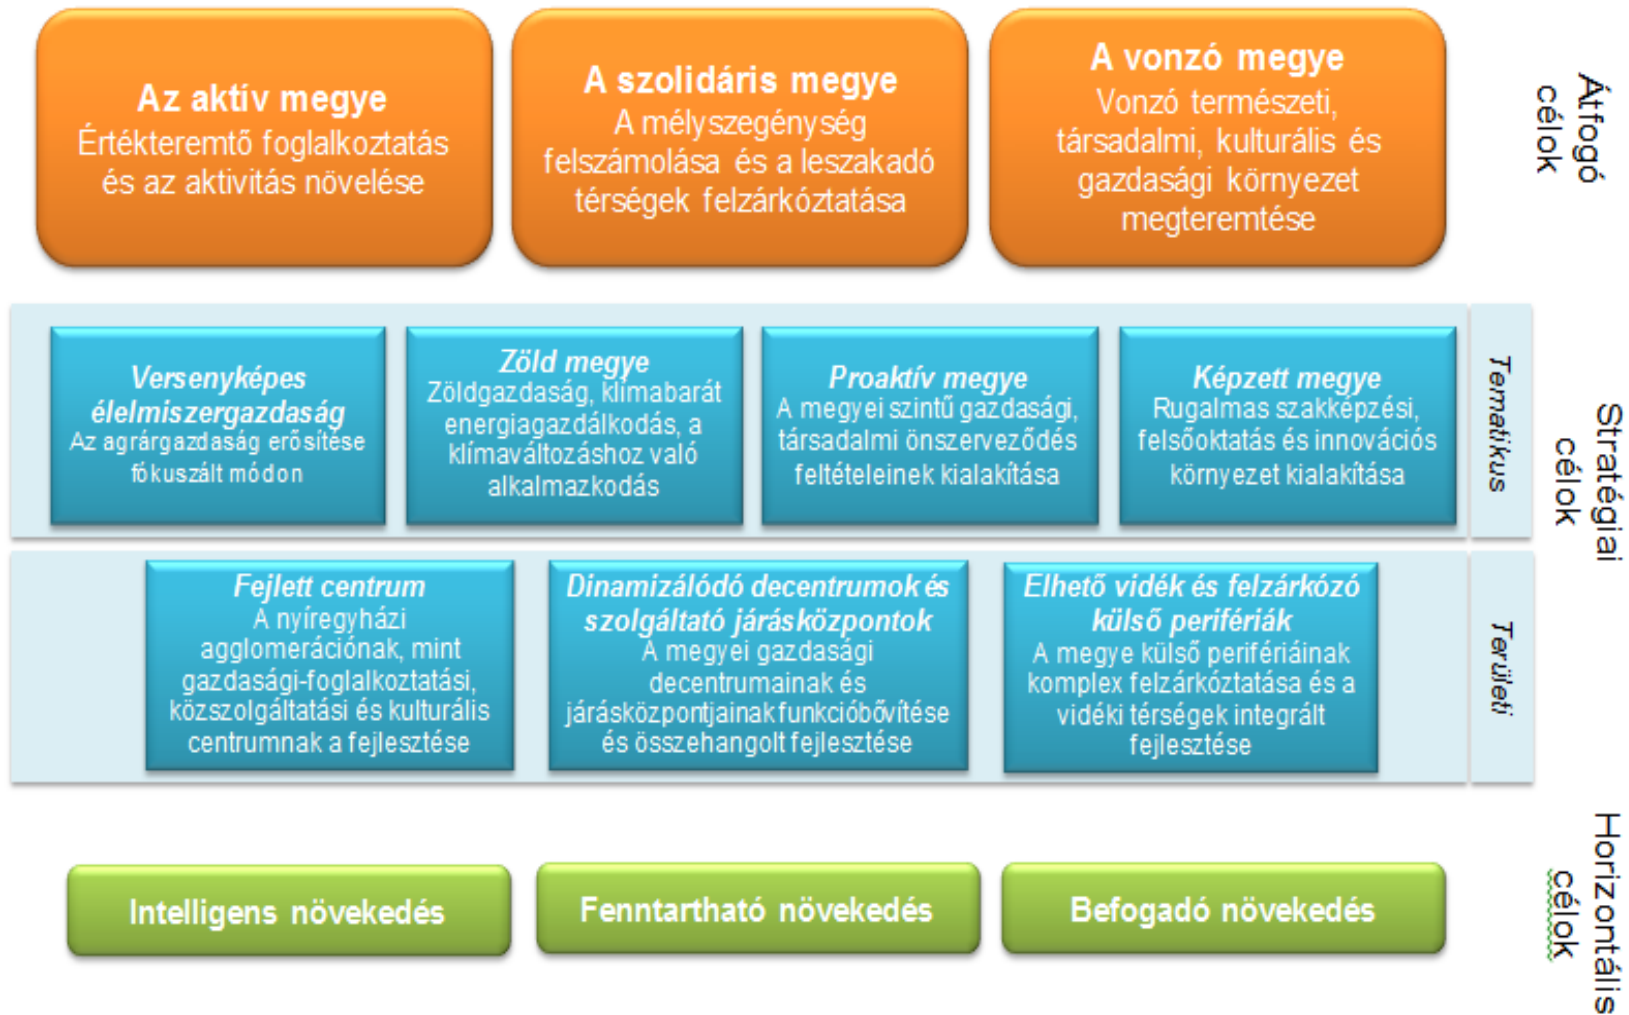 Az aktív megye
Értékteremtő foglalkoztatás
és az aktivitás növelése
A szolidáris megye
A mélyszegénység
felszámolása és a leszakadó
térségek felzárkóztatása
A vonzó megye
Vonzó természeti,
társadalmi, kulturális és
gazdasági környezet
megteremtése
Átfogó
célok
Versenyképes
élelmiszergazdaság
Az agrárgazdaság erősítése
fókuszált módon
Zöld megye
Zöldgazdaság, klímabarát
energiagazdálkodás, a
klímaváltozáshoz való
alkalmazkodás
Proaktív megye
A megyei szintű gazdasági,
társadalmi önszerveződés
feltételeinek kialakítása
Képzett megye
Rugalmas szakképzési,
felsőoktatás és innovációs
környezet kialakítása
Tematikus
Stratégiai
célok
Fejlett centrum
A nyíregyházi
agglomerációnak, mint
gazdasági-foglalkoztatási,
közszolgáltatási és kulturális
centrumnak a fejlesztése
Dinamizálódó decentrumok és
szolgáltató járásközpontok
A megyei gazdasági
decentrumainak és
járásközpontjainak funkcióbővítése
és összehangolt fejlesztése
Elhető vidék és felzárkózó
külső perifériák
A megye külső perifériáinak
komplex felzárkóztatása és a
vidéki térségek integrált
fejlesztése
Területi
Intelligens növekedés
Fenntartható növekedés
Befogadó növekedés
Horizontális
célok